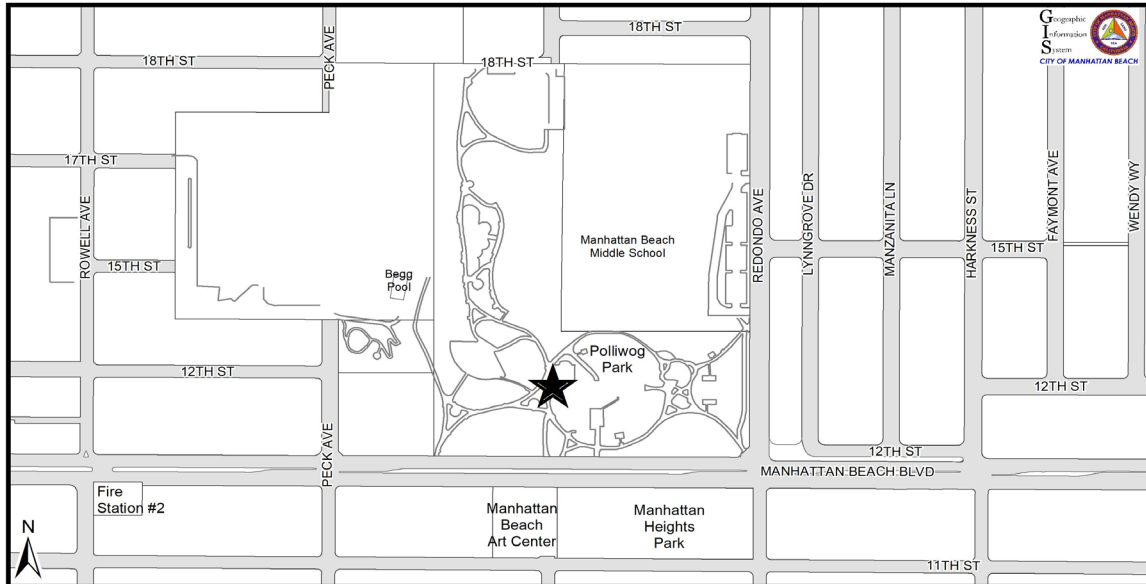 Geographic
Information
System
CITY OF MANHATTAN BEACH
18TH ST
18TH ST
18TH ST
PECK AVE
17TH ST
ROWELL AVE
15TH ST
Begg
Pool
Manhattan Beach
Middle School
REDONDO AVE
LYNNGROVE DR
MANZANITA LN
HARKNESS ST
FAYMONT AVE
WENDY WY
15TH ST
Polliwog
Park
12TH ST
12TH ST
12TH ST
PECK AVE
MANHATTAN BEACH BLVD
Fire
Station #2
Manhattan
Beach
Art Center
Manhattan
Heights
Park
11TH ST
N